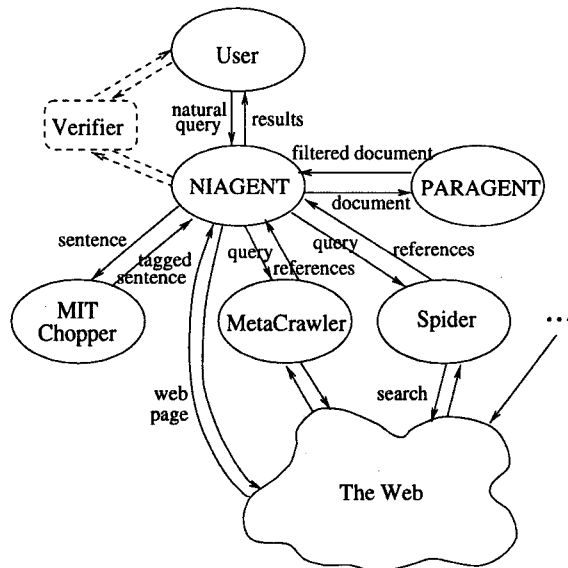 User
natural
query
results
Verifier
filtered document
NIAGENT
PARAGENT
document
sentence
tagged
sentence
query
references
query
references
MIT
Chopper
MetaCrawler
Spider
...
web
page
search
The Web